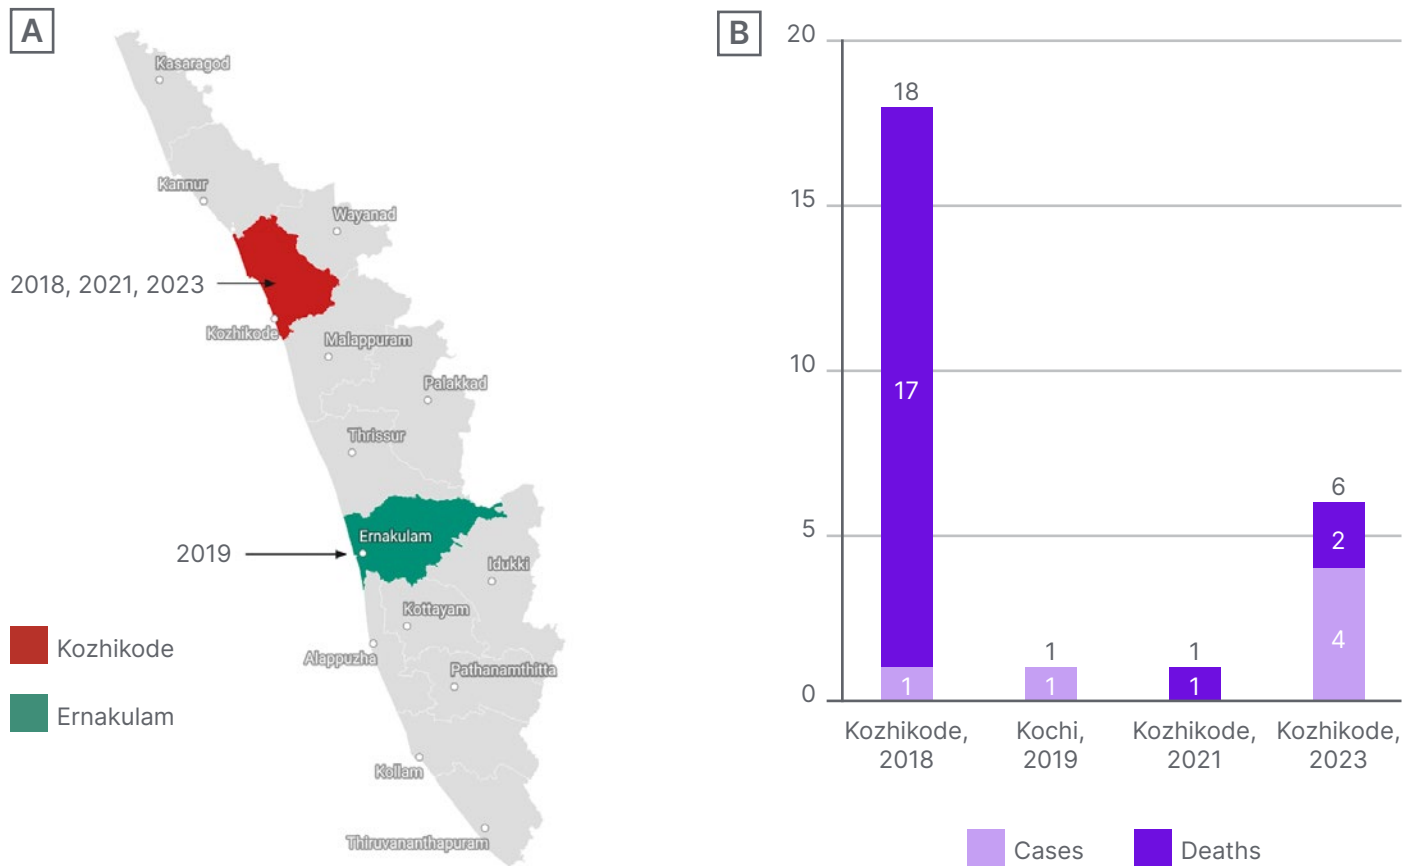 A
Kasaragod
Kannur
Wayanad
2018, 2021, 2023
Kozhikode
Malappuram
Palakkad
Thrissur
Ernakulam
2019
Idukki
Kottayam
Alappuzha
Pathanamthitta
Kollam
Thiruvananthapuram
Kozhikode
Ernakulam
B
20
15
10
5
0
18
17
1
1
1
1
1
6
2
4
Kozhikode,
2018
Kochi,
2019
Kozhikode,
2021
Kozhikode,
2023
Cases
Deaths